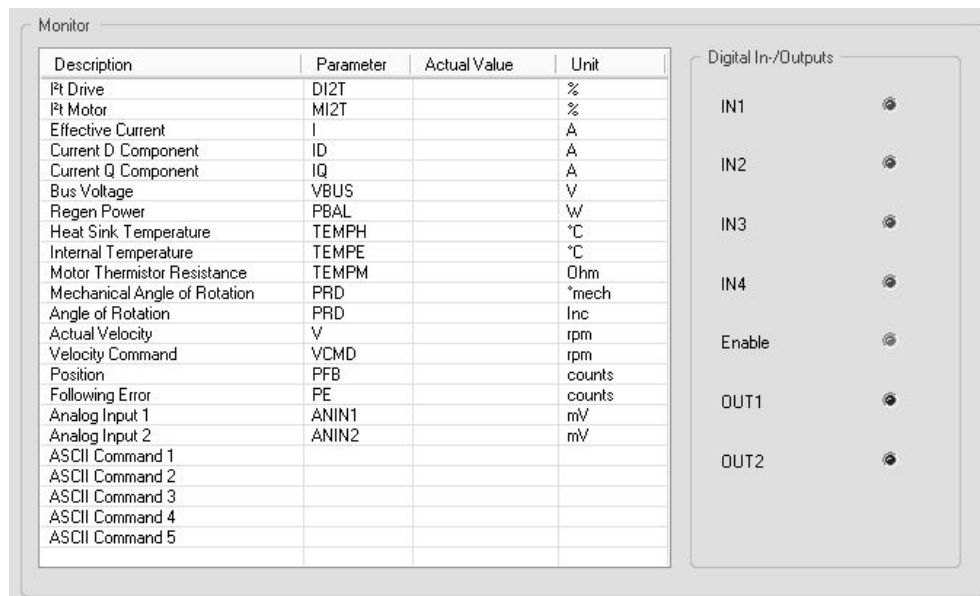 Monitor
Description Parameter Actual Value Unit
I²t Drive DI2T %
I²t Motor MI2T %
Effective Current I A
Current D Component ID A
Current Q Component IQ A
Bus Voltage VBUS V
Regen Power PBAL W
Heat Sink Temperature TEMPH °C
Internal Temperature TEMPE °C
Motor Thermistor Resistance TEMPM Ohm
Mechanical Angle of Rotation PRD °mech
Angle of Rotation PRD Inc
Actual Velocity V rpm
Velocity Command VCMD rpm
Position PFB counts
Following Error PE counts
Analog Input 1 ANIN1 mV
Analog Input 2 ANIN2 mV
ASCII Command 1
ASCII Command 2
ASCII Command 3
ASCII Command 4
ASCII Command 5
Digital In-/Outputs
IN1
IN2
IN3
IN4
Enable
OUT1
OUT2